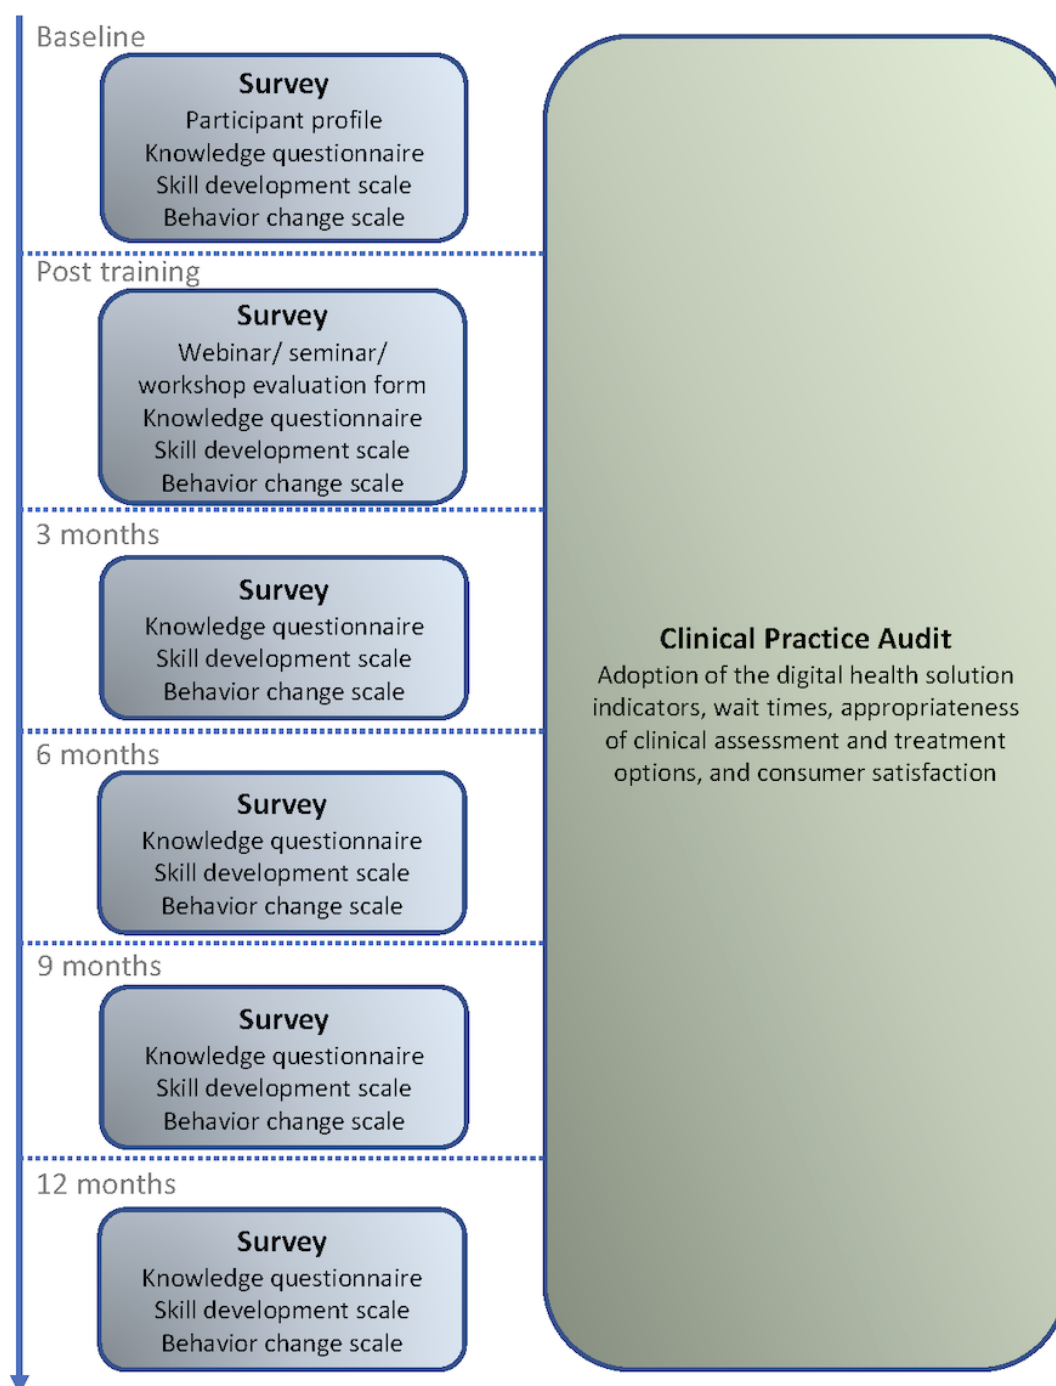 Baseline
Survey
Participant profile
Knowledge questionnaire
Skill development scale
Behavior change scale
Post training
Survey
Webinar/ seminar/
workshop evaluation form
Knowledge questionnaire
Skill development scale
Behavior change scale
3 months
Survey
Knowledge questionnaire
Skill development scale
Behavior change scale
6 months
Survey
Knowledge questionnaire
Skill development scale
Behavior change scale
9 months
Survey
Knowledge questionnaire
Skill development scale
Behavior change scale
12 months
Survey
Knowledge questionnaire
Skill development scale
Behavior change scale
Clinical Practice Audit
Adoption of the digital health solution
indicators, wait times, appropriateness
of clinical assessment and treatment
options, and consumer satisfaction